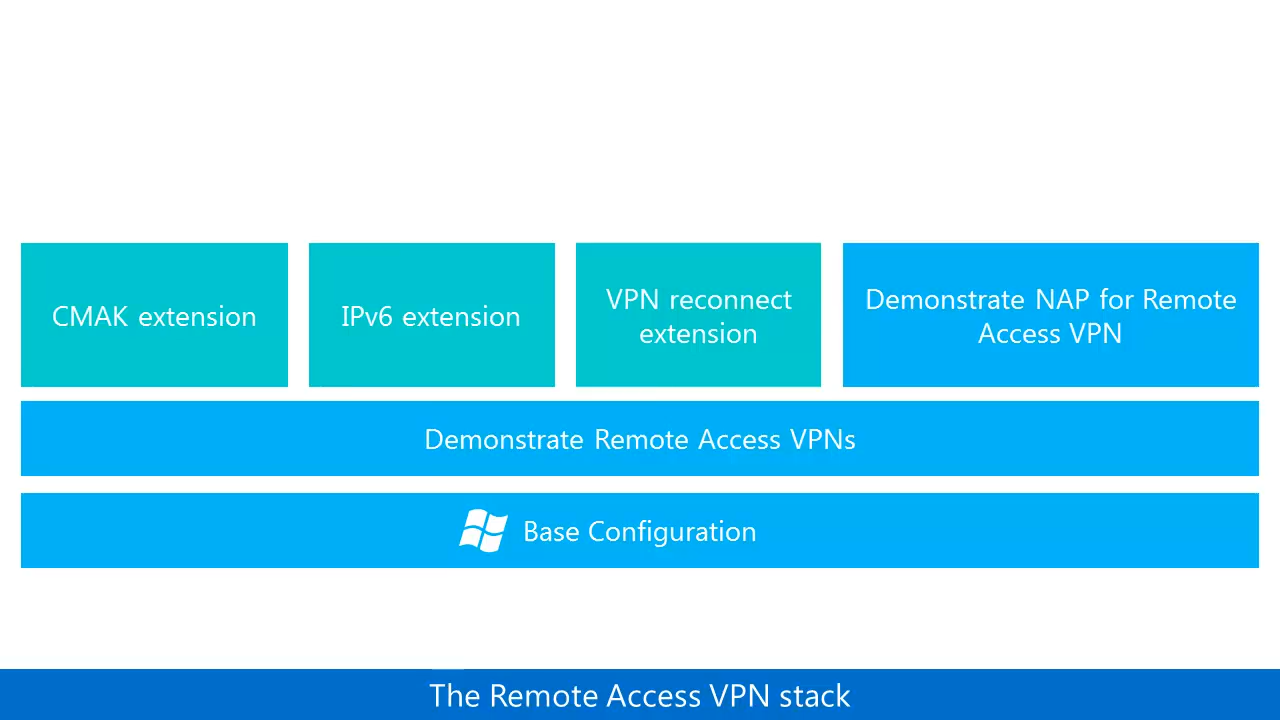 CMAK extension
IPv6 extension
VPN reconnect
extension
Demonstrate NAP for Remote
Access VPN
Demonstrate Remote Access VPNs
Base Configuration
The Remote Access VPN stack